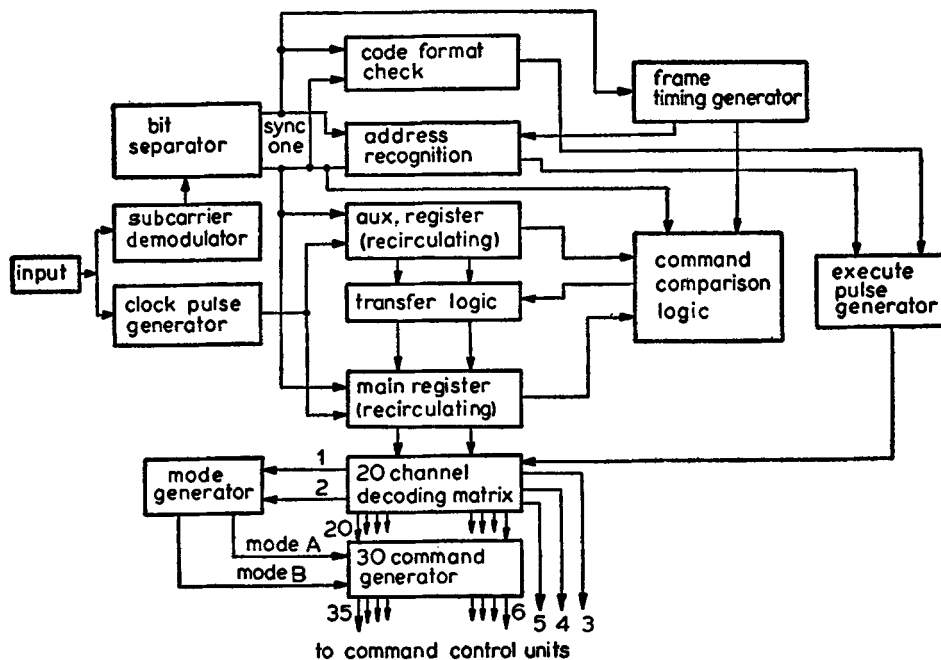 code format
check
frame
timing generator
bit
separator
sync
one
address
recognition
subcarrier
demodulator
aux, register
(recirculating)
input
command
comparison
logic
execute
pulse
generator
clock pulse
generator
transfer logic
main register
(recirculating)
mode
generator
1
2
20 channel
decoding matrix
20
mode A
mode B
30 command
generator
35
6
5
4
3
to command control units